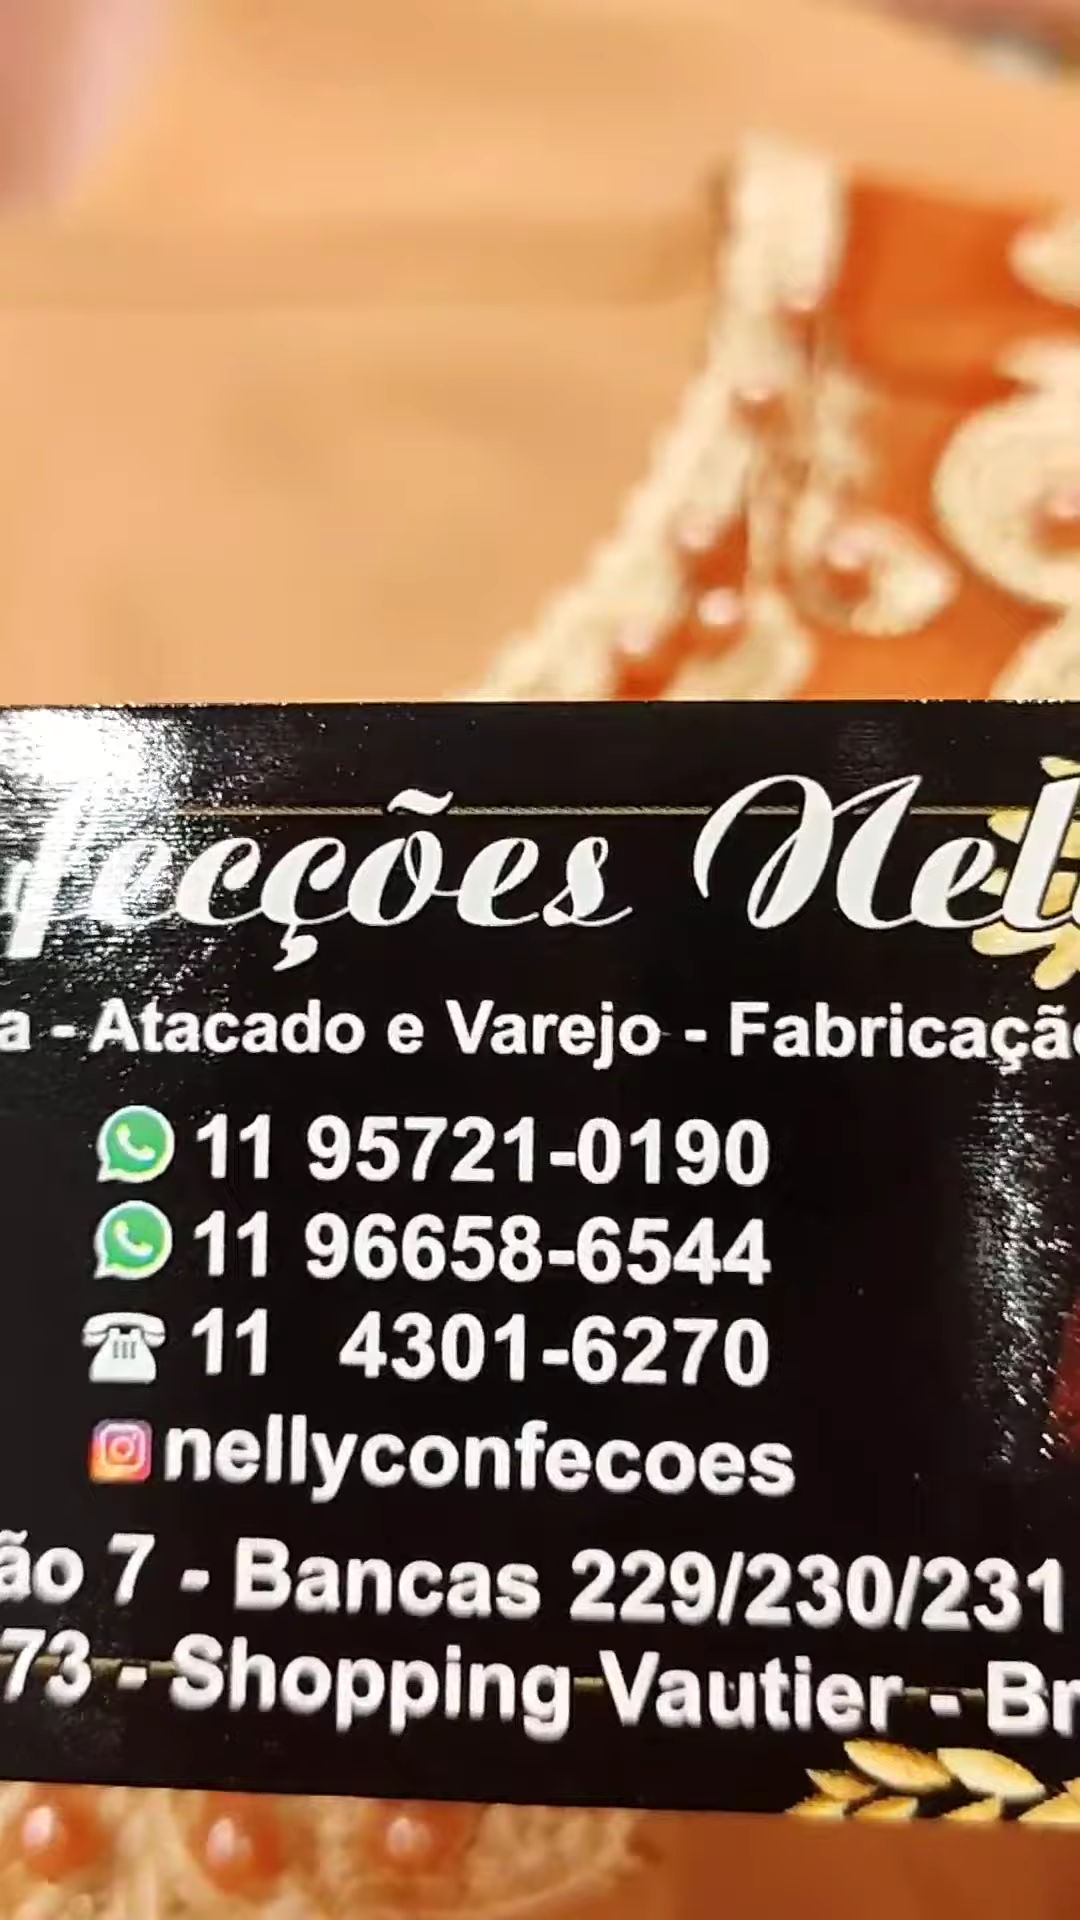 fecções Nel
a - Atacado e Varejo - Fabricação
11 95721-0190
11 96658-6544
11 4301-6270
nellyconfecoes
ão 7 - Bancas 229/230/231
73 - Shopping Vautier - Br